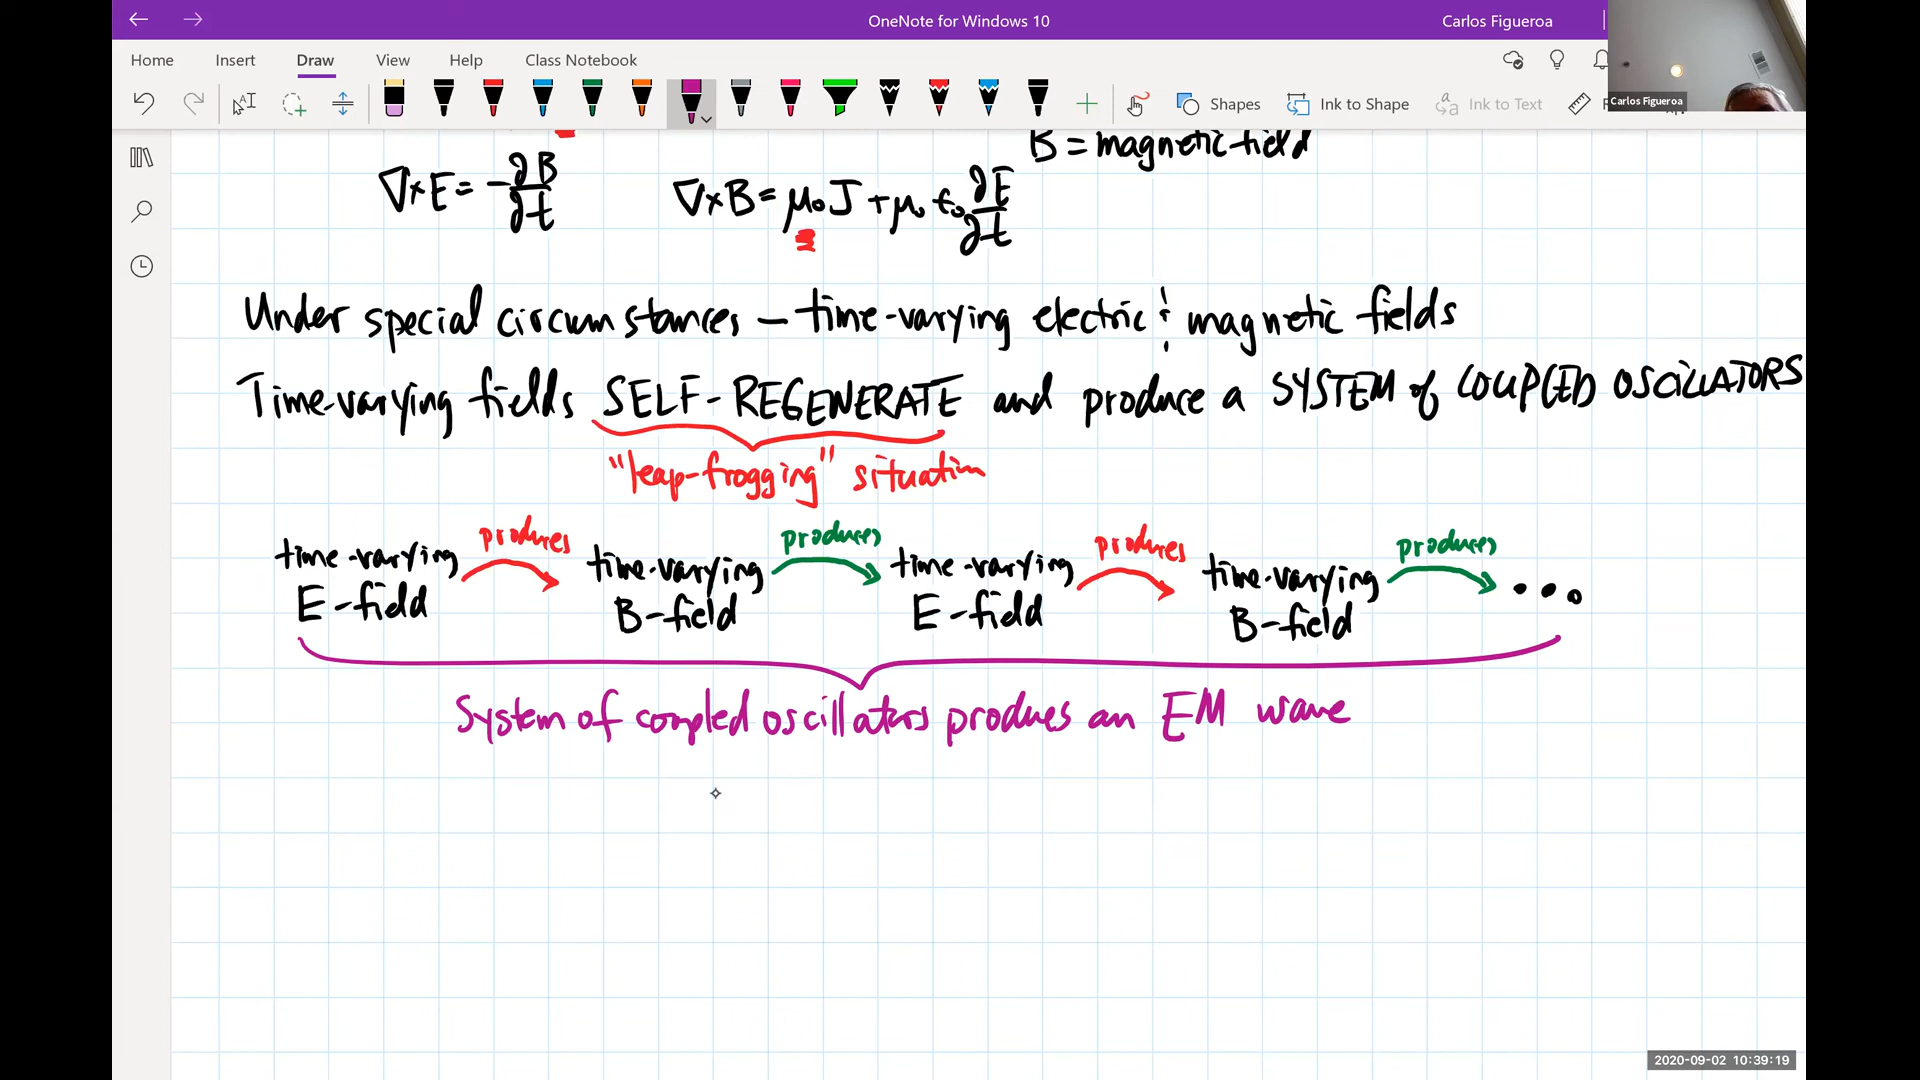 OneNote for Windows 10
Carlos Figueroa
Home Insert Draw View Help Class Notebook
Shapes Ink to Shape Ink to Text
Carlos Figueroa
B = magnetic field
∇×E = -∂B/∂t
∇×B = μ₀J + μ₀ε₀ ∂E/∂t
Under special circumstances – time-varying electric & magnetic fields
Time-varying fields SELF-REGENERATE and produce a SYSTEM of COUPLED OSCILLATORS
"leap-frogging" situation
produces produces produces produces
time-varying time-varying time-varying time-varying
E-field B-field E-field B-field
System of coupled oscillators produces an EM wave
2020-09-02 10:39:19